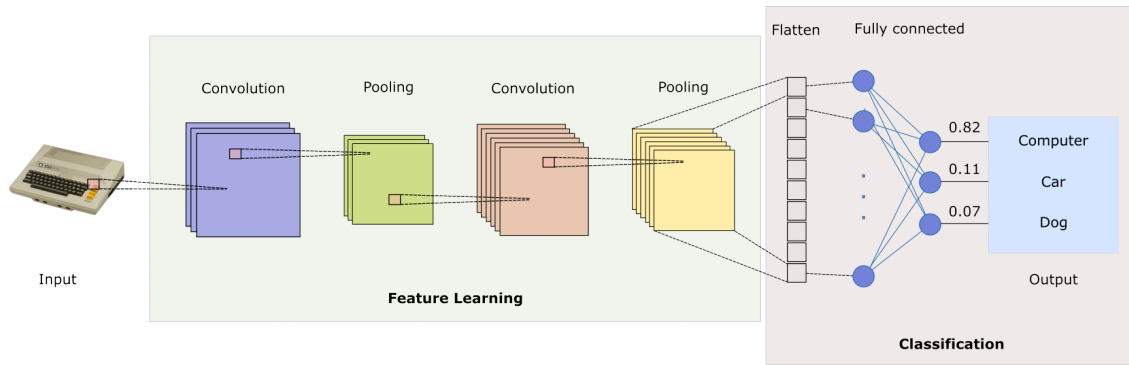 Flatten
Fully connected
Convolution
Pooling
Convolution
Pooling
0.82
Computer
0.11
Car
0.07
Dog
Input
Output
Feature Learning
Classification